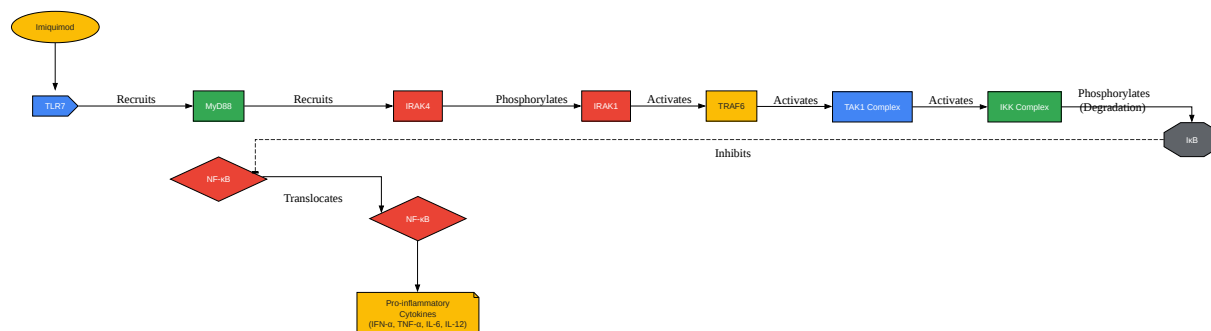 Imiquimod
TLR7
Recruits
MyD88
Recruits
IRAK4
Phosphorylates
IRAK1
Activates
TRAF6
Activates
TAK1 Complex
Activates
IKK Complex
Phosphorylates
(Degradation)
IκB
Inhibits
NF-κB
Translocates
NF-κB
Pro-inflammatory
Cytokines
(IFN-α, TNF-α, IL-6, IL-12)